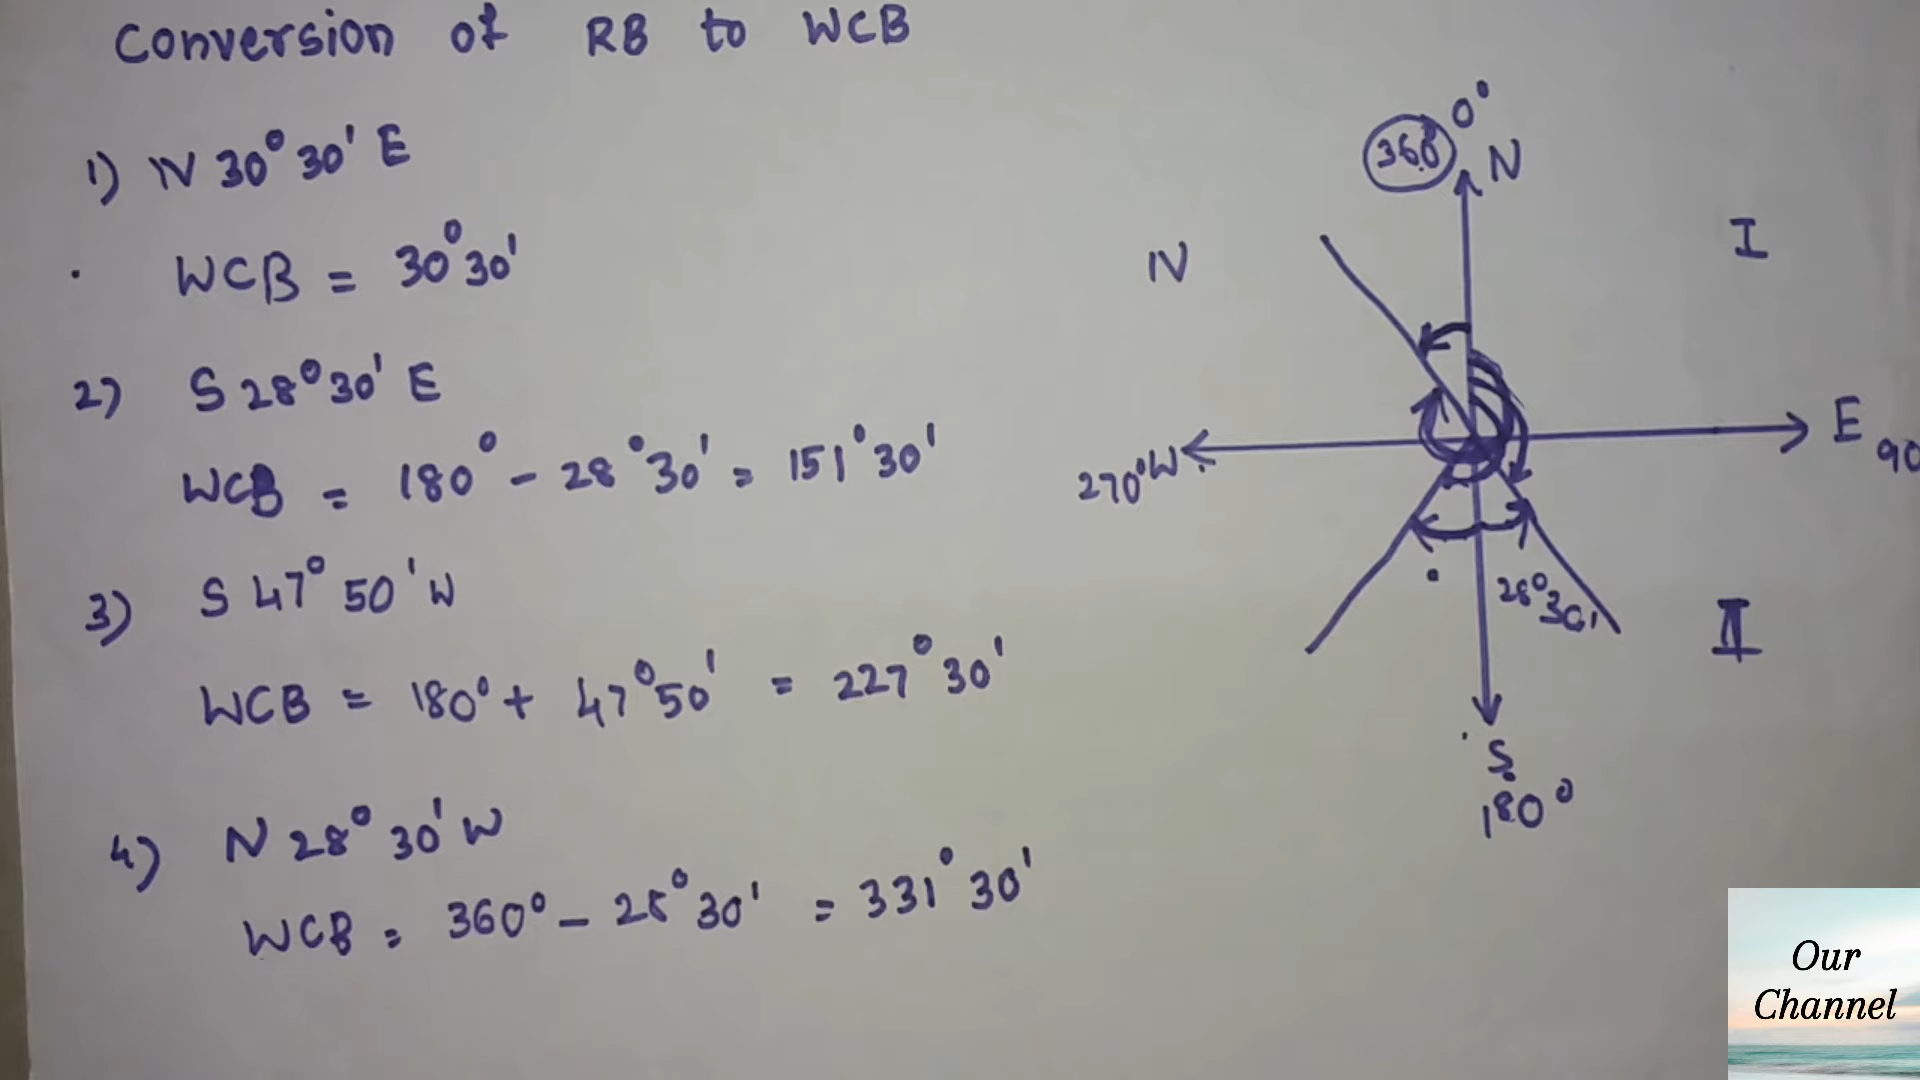 Conversion of RB to WCB
1) N 30° 30' E
WCB = 30° 30'
2) S 28° 30' E
WCB = 180° - 28° 30' = 151° 30'
3) S 47° 50' W
WCB = 180° + 47° 50' = 227° 30'
4) N 28° 30' W
WCB = 360° - 28° 30' = 331° 30'
0°
360°
N
IV
I
E
90
270° W
28° 30'
II
S
180°
Our
Channel